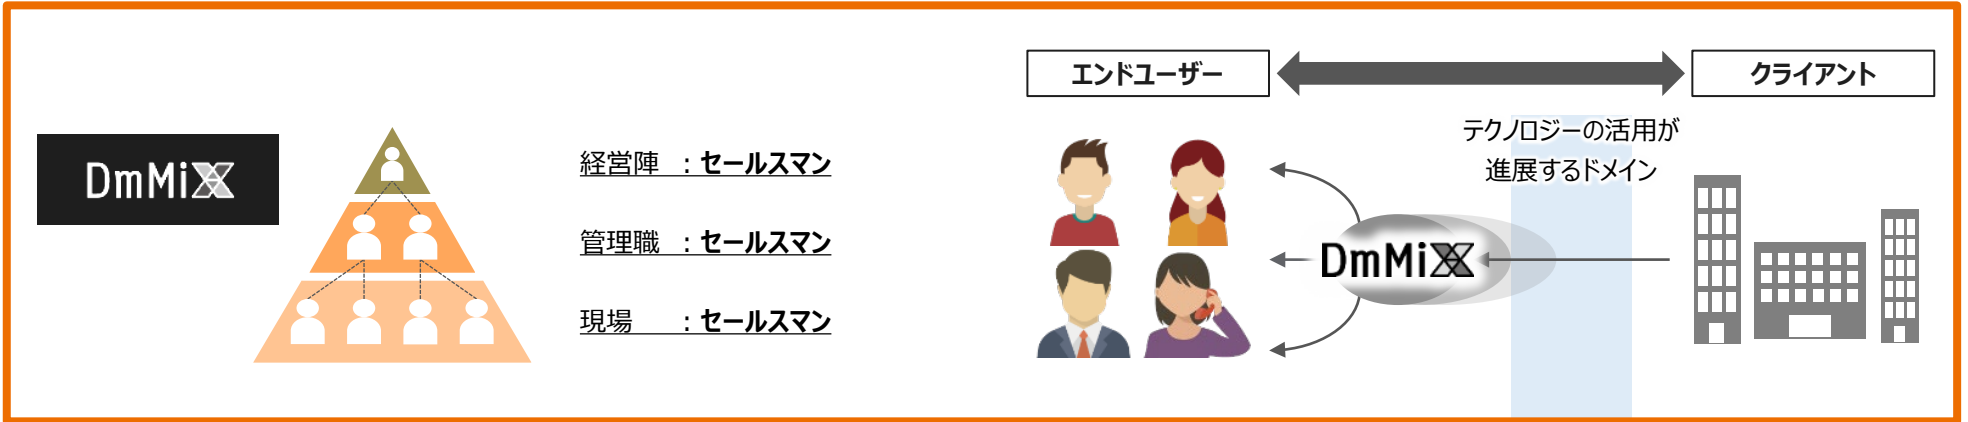 DmMiX
経営陣 : セールスマン
管理職 : セールスマン
現場 : セールスマン
エンドユーザー
クライアント
テクノロジーの活用が
進展するドメイン
DmMiX